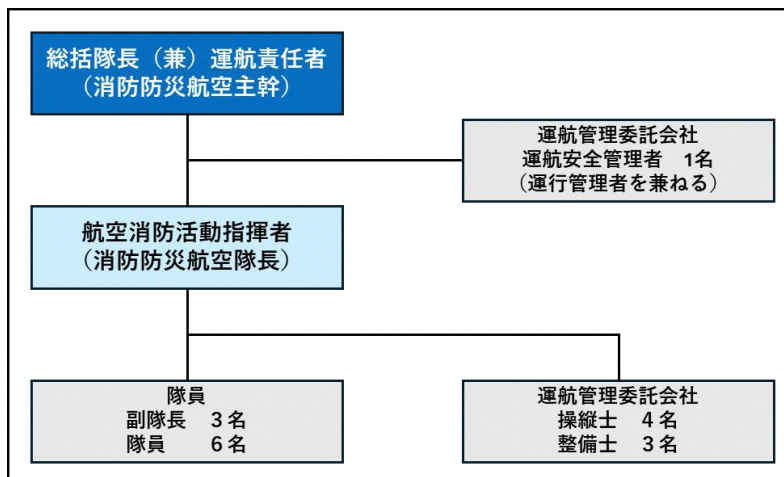 総括隊長（兼）運航責任者
（消防防災航空主幹）
運航管理委託会社
運航安全管理者　1名
（運行管理者を兼ねる）
航空消防活動指揮者
（消防防災航空隊長）
隊員
副隊長　３名
隊員　　６名
運航管理委託会社
操縦士　４名
整備士　３名